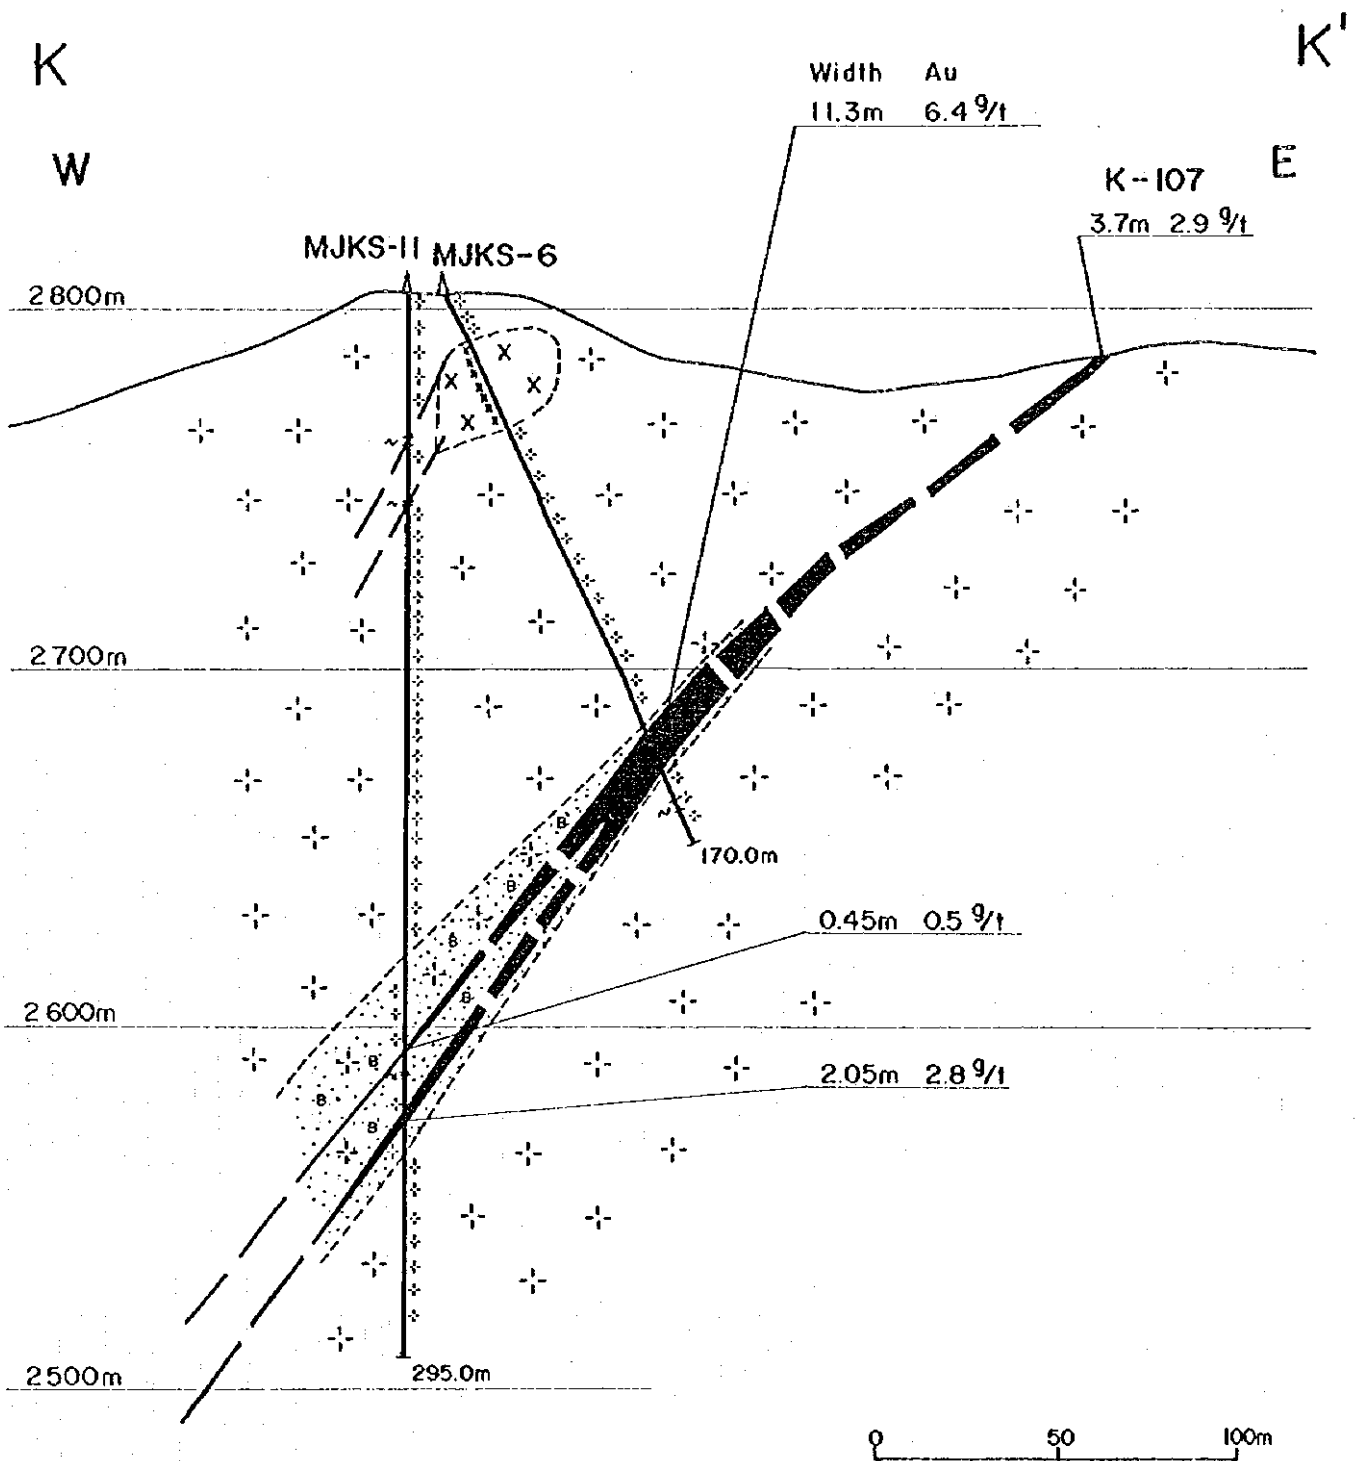 K
K'
Width Au
11.3m 6.4 g/t
W
E
K-107
3.7m 2.9 g/t
MJKS-11 MJKS-6
2800m
2700m
170.0m
0.45m 0.5 g/t
2600m
2.05m 2.8 g/t
295.0m
2500m
0 50 100m
X
X
X
X
B
B
B
B
B
B
B